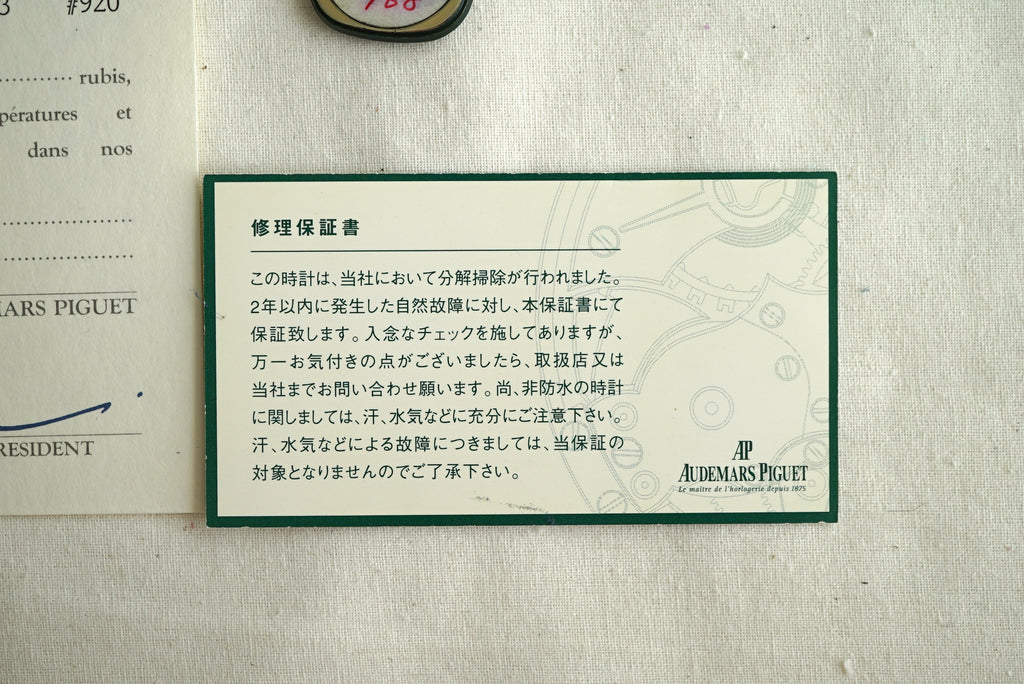 #920
rubis,
pératures et
dans nos
MARS PIGUET
RESIDENT
修理保証書
この時計は、当社において分解掃除が行われました。
2年以内に発生した自然故障に対し、本保証書にて
保証致します。入念なチェックを施してありますが、
万一お気付きの点がございましたら、取扱店又は
当社までお問い合わせ願います。尚、非防水の時計
に関しましては、汗、水気などに充分にご注意下さい。
汗、水気などによる故障につきましては、当保証の
対象となりませんのでご了承下さい。
AP
AUDEMARS PIGUET
Le maître de l'horlogerie depuis 1875